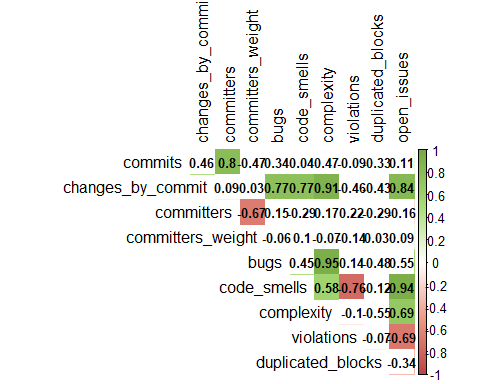 changes_by_commi
committers
committers_weight
bugs
code_smells
complexity
violations
duplicated_blocks
open_issues
commits 0.46 0.8 -0.47 0.34 0.04 0.47 -0.09 0.33 0.11
changes_by_commit 0.09 0.03 0.77 0.77 0.91 -0.46 0.43 0.84
committers -0.67 0.15 -0.29 0.17 0.22 -0.29 -0.16
committers_weight -0.06 0.1 -0.07 -0.14 0.03 0.09
bugs 0.45 0.95 0.14 -0.48 0.55
code_smells 0.58 -0.76 0.12 0.94
complexity -0.1 -0.55 0.69
violations -0.07 -0.69
duplicated_blocks -0.34
1
0.8
0.6
0.4
0.2
0
-0.2
-0.4
-0.6
-0.8
-1